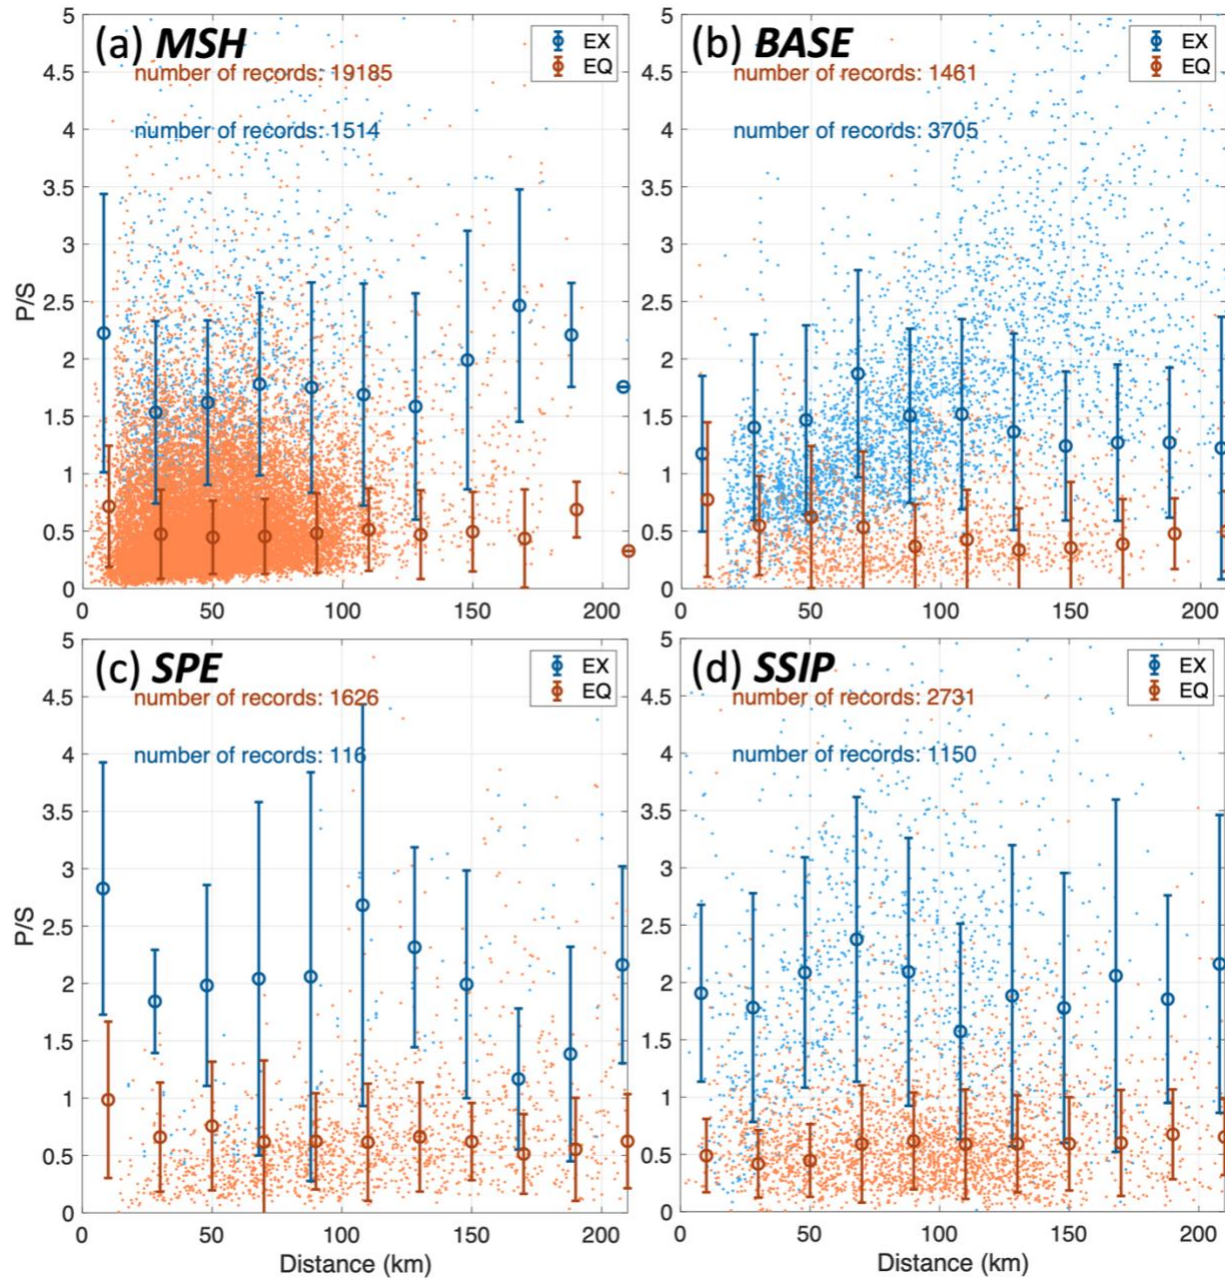 (a) MSH
number of records: 19185
number of records: 1514
EX
EQ
P/S
5
4.5
4
3.5
3
2.5
2
1.5
1
0.5
0
0 50 100 150 200
(b) BASE
number of records: 1461
number of records: 3705
EX
EQ
5
4.5
4
3.5
3
2.5
2
1.5
1
0.5
0
0 50 100 150 200
(c) SPE
number of records: 1626
number of records: 116
EX
EQ
P/S
5
4.5
4
3.5
3
2.5
2
1.5
1
0.5
0
0 50 100 150 200
Distance (km)
(d) SSIP
number of records: 2731
number of records: 1150
EX
EQ
5
4.5
4
3.5
3
2.5
2
1.5
1
0.5
0
0 50 100 150 200
Distance (km)